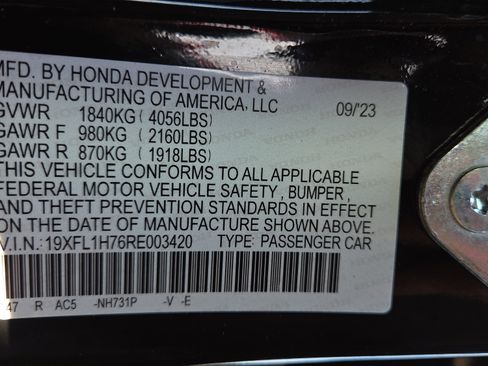 MFD. BY HONDA DEVELOPMENT &
MANUFACTURING OF AMERICA, LLC
GVWR 1840KG (4056LBS) 09/'23
GAWR F 980KG (2160LBS)
GAWR R 870KG (1918LBS)
THIS VEHICLE CONFORMS TO ALL APPLICABLE
FEDERAL MOTOR VEHICLE SAFETY , BUMPER ,
AND THEFT PREVENTION STANDARDS IN EFFECT
ON THE DATE OF MANUFACTURE SHOWN ABOVE.
V.I.N.: 19XFL1H76RE003420 TYPE: PASSENGER CAR
47 R AC5 -NH731P -V -E